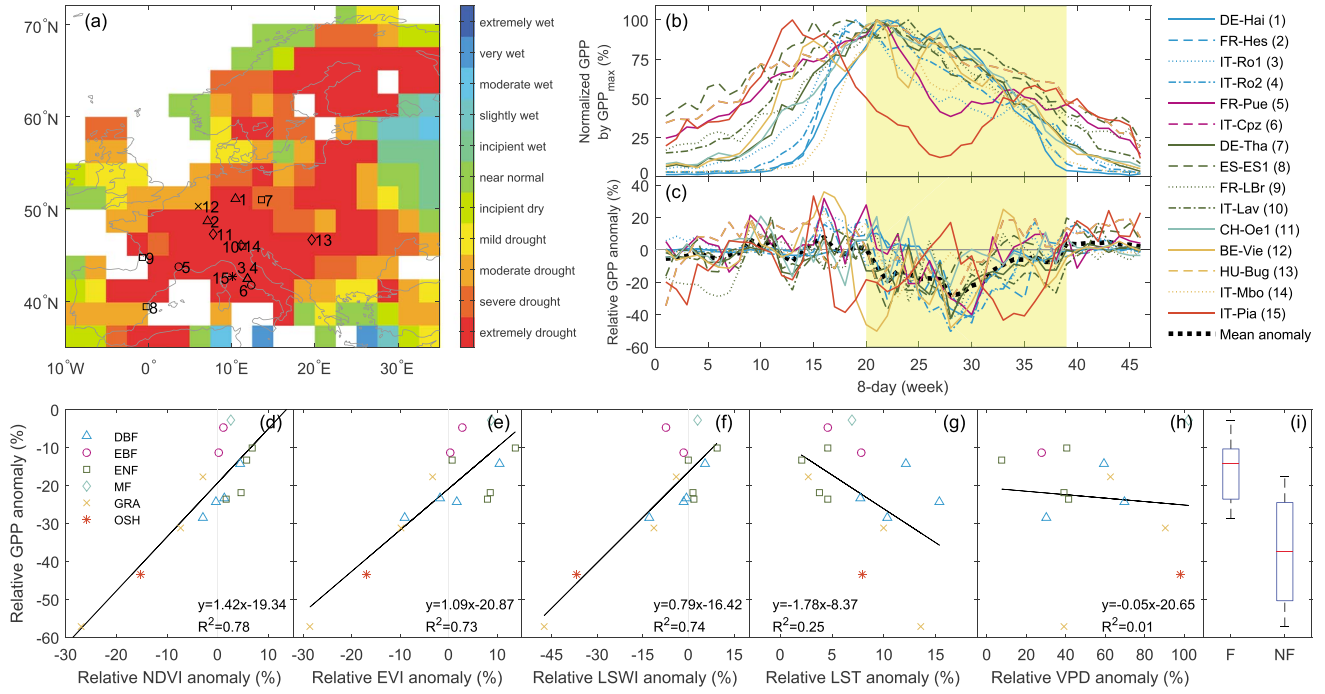 (a)
70°N
60°N
50°N
40°N
10°W
0°
10°E
20°E
30°E
1
2
3 4
5
6
7
8
9
10
14
11
12
13
15
extremely wet
very wet
moderate wet
slightly wet
incipient wet
near normal
incipient dry
mild drought
moderate drought
severe drought
extremely drought
(b)
Normalized GPP
by GPPmax (%)
100
75
50
25
0
(c)
Relative GPP anomaly (%)
40
20
0
-20
-40
-60
0
5
10
15
20
25
30
35
40
45
8-day (week)
DE-Hai (1)
FR-Hes (2)
IT-Ro1 (3)
IT-Ro2 (4)
FR-Pue (5)
IT-Cpz (6)
DE-Tha (7)
ES-ES1 (8)
FR-LBr (9)
IT-Lav (10)
CH-Oe1 (11)
BE-Vie (12)
HU-Bug (13)
IT-Mbo (14)
IT-Pia (15)
Mean anomaly
Relative GPP anomaly (%)
0
-10
-20
-30
-40
-50
-60
(d)
DBF
EBF
ENF
MF
GRA
OSH
y=1.42x-19.34
R²=0.78
-30
-20
-10
0
10
Relative NDVI anomaly (%)
(e)
y=1.09x-20.87
R²=0.73
-30
-20
-10
0
10
Relative EVI anomaly (%)
(f)
y=0.79x-16.42
R²=0.74
-45
-30
-15
0
15
Relative LSWI anomaly (%)
(g)
y=-1.78x-8.37
R²=0.25
0
5
10
15
Relative LST anomaly (%)
(h)
y=-0.05x-20.65
R²=0.01
0
20
40
60
80
100
Relative VPD anomaly (%)
(i)
F
NF